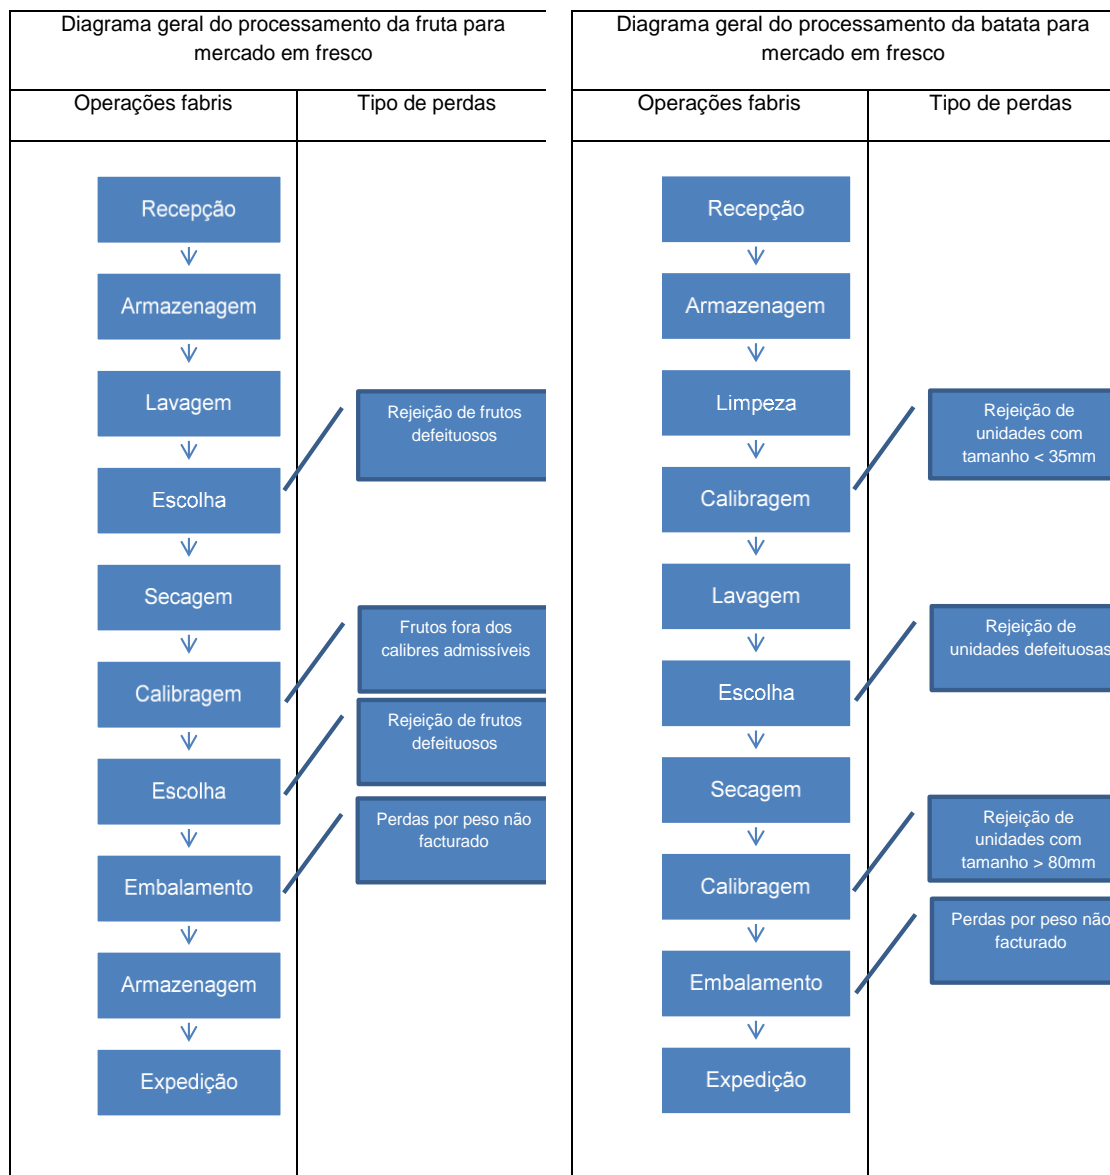 Diagrama geral do processamento da fruta para
mercado em fresco
Operações fabris
Tipo de perdas
Recepção
Armazenagem
Lavagem
Rejeição de frutos
defeituosos
Escolha
Secagem
Frutos fora dos
calibres admissíveis
Calibragem
Rejeição de frutos
defeituosos
Escolha
Perdas por peso não
facturado
Embalamento
Armazenagem
Expedição
Diagrama geral do processamento da batata para
mercado em fresco
Operações fabris
Tipo de perdas
Recepção
Armazenagem
Limpeza
Rejeição de
unidades com
tamanho < 35mm
Calibragem
Lavagem
Rejeição de
unidades defeituosas
Escolha
Secagem
Rejeição de
unidades com
tamanho > 80mm
Calibragem
Perdas por peso não
facturado
Embalamento
Expedição